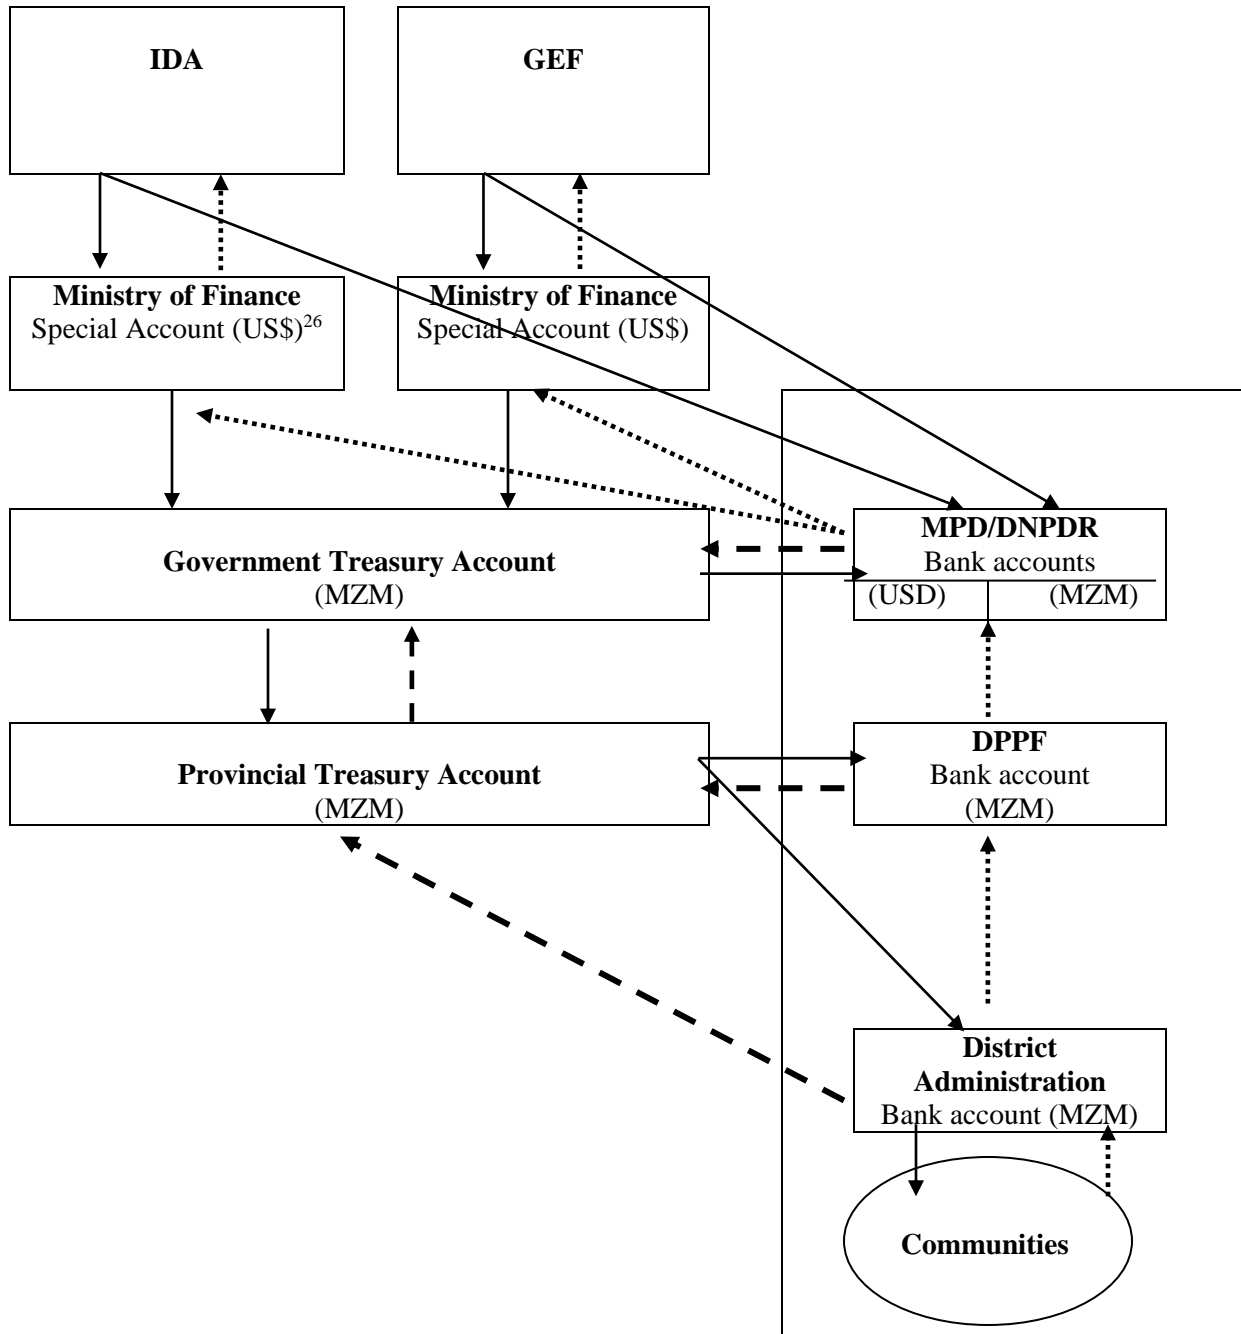 IDA
GEF
Ministry of Finance
Special Account (US$)26
Ministry of Finance
Special Account (US$)
Government Treasury Account
(MZM)
MPD/DNPDR
Bank accounts
(USD) (MZM)
Provincial Treasury Account
(MZM)
DPPF
Bank account
(MZM)
District
Administration
Bank account (MZM)
Communities